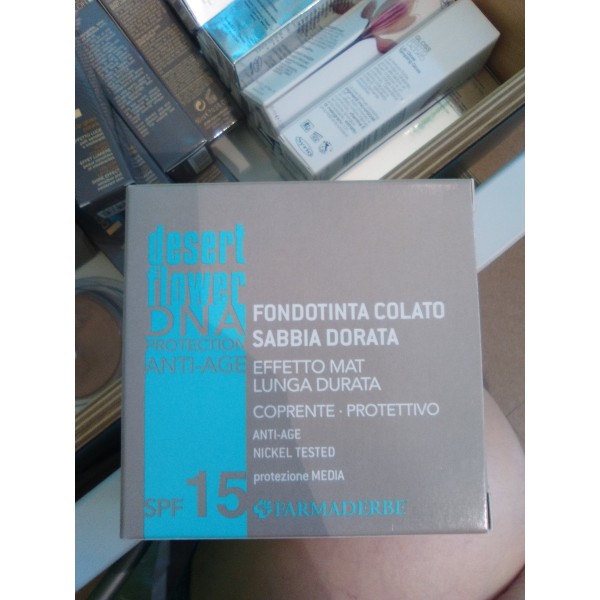 desert
flower
DNA
PROTECTION
ANTI-AGE
FONDOTINTA COLATO
SABBIA DORATA
EFFETTO MAT
LUNGA DURATA
COPRENTE · PROTETTIVO
ANTI-AGE
NICKEL TESTED
protezione MEDIA
SPF 15
FARMADERBE